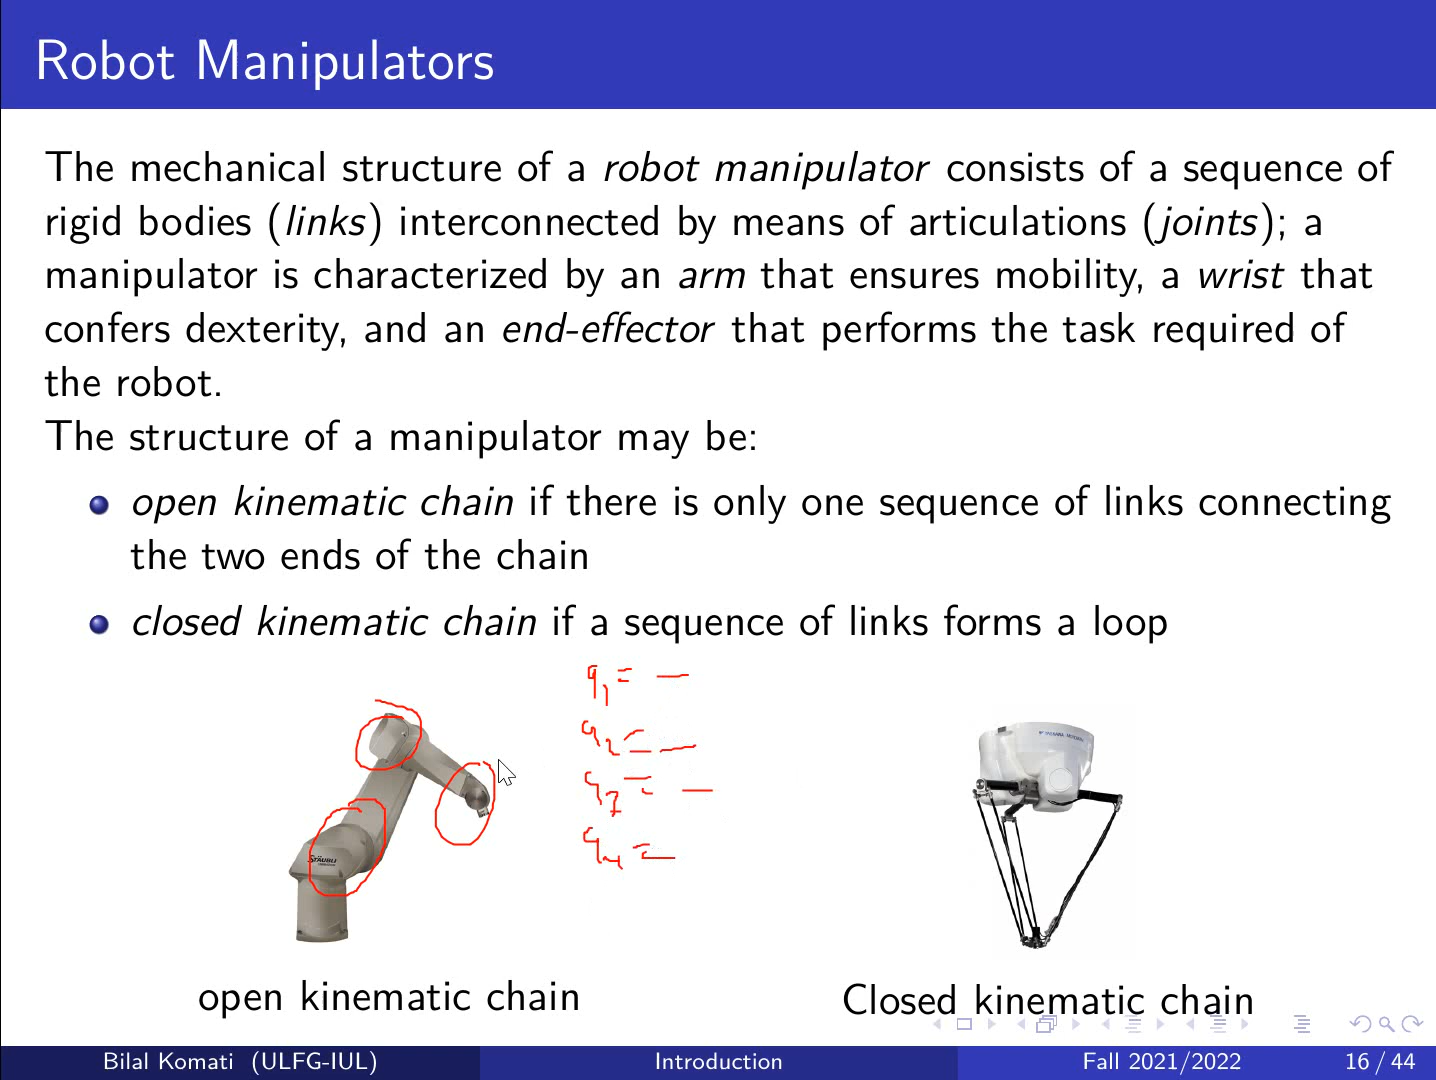 Robot Manipulators
The mechanical structure of a robot manipulator consists of a sequence of
rigid bodies (links) interconnected by means of articulations (joints); a
manipulator is characterized by an arm that ensures mobility, a wrist that
confers dexterity, and an end-effector that performs the task required of
the robot.
The structure of a manipulator may be:
open kinematic chain if there is only one sequence of links connecting
the two ends of the chain
closed kinematic chain if a sequence of links forms a loop
q1 = —
q2 = —
q3 = —
q4 = —
STÄUBLI
open kinematic chain
Closed kinematic chain
Bilal Komati (ULFG-IUL)
Introduction
Fall 2021/2022
16 / 44